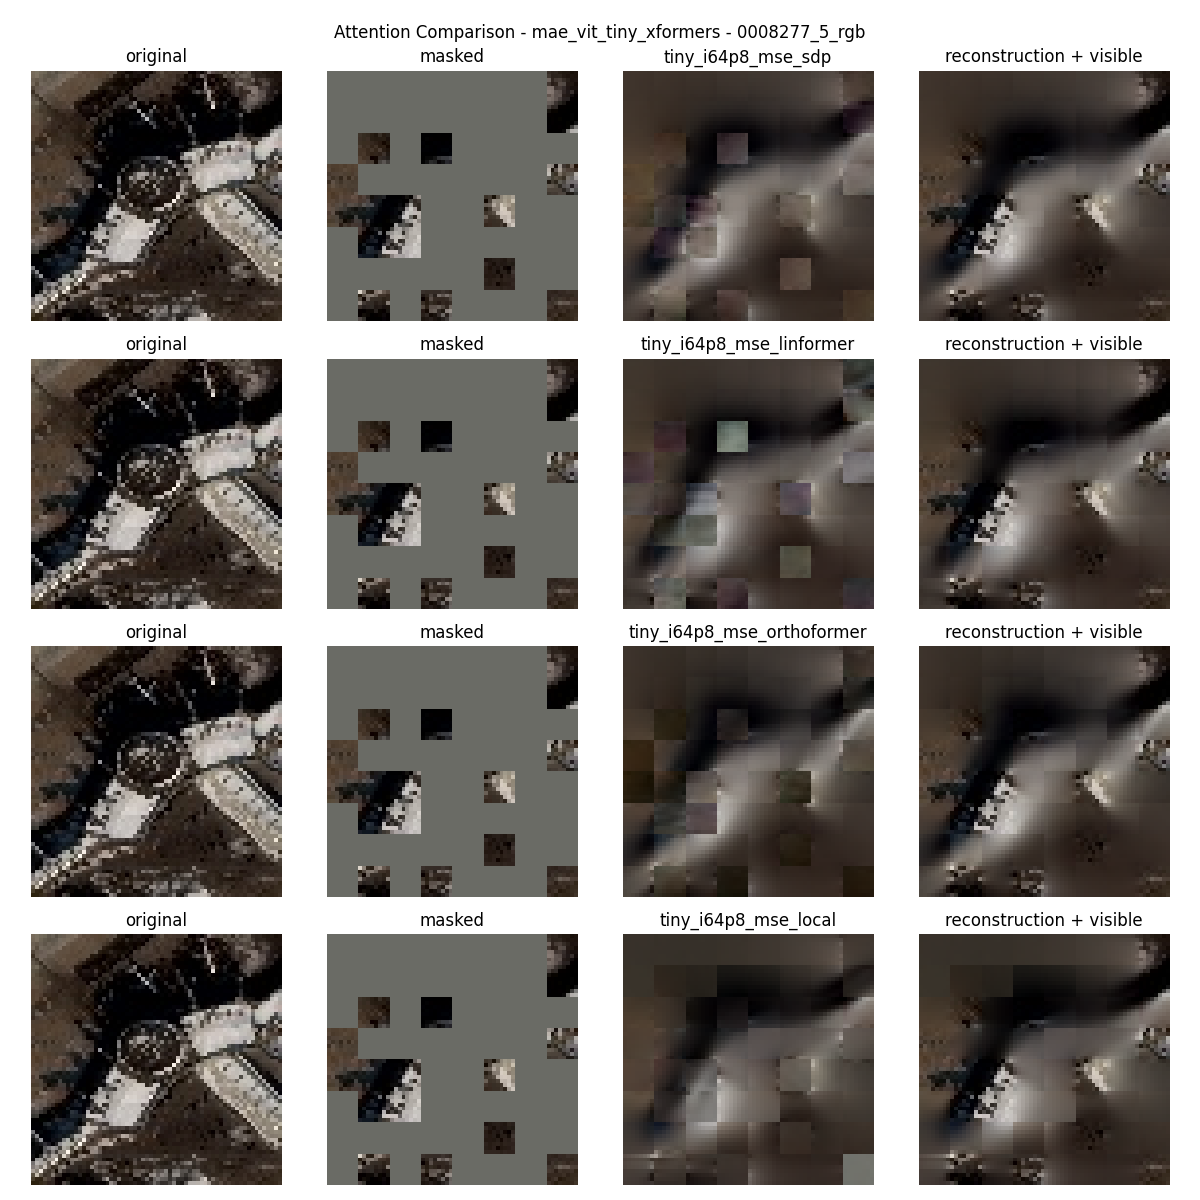 Attention Comparison - mae_vit_tiny_xformers - 0008277_5_rgb
original masked tiny_i64p8_mse_sdp reconstruction + visible
original masked tiny_i64p8_mse_linformer reconstruction + visible
original masked tiny_i64p8_mse_orthoformer reconstruction + visible
original masked tiny_i64p8_mse_local reconstruction + visible